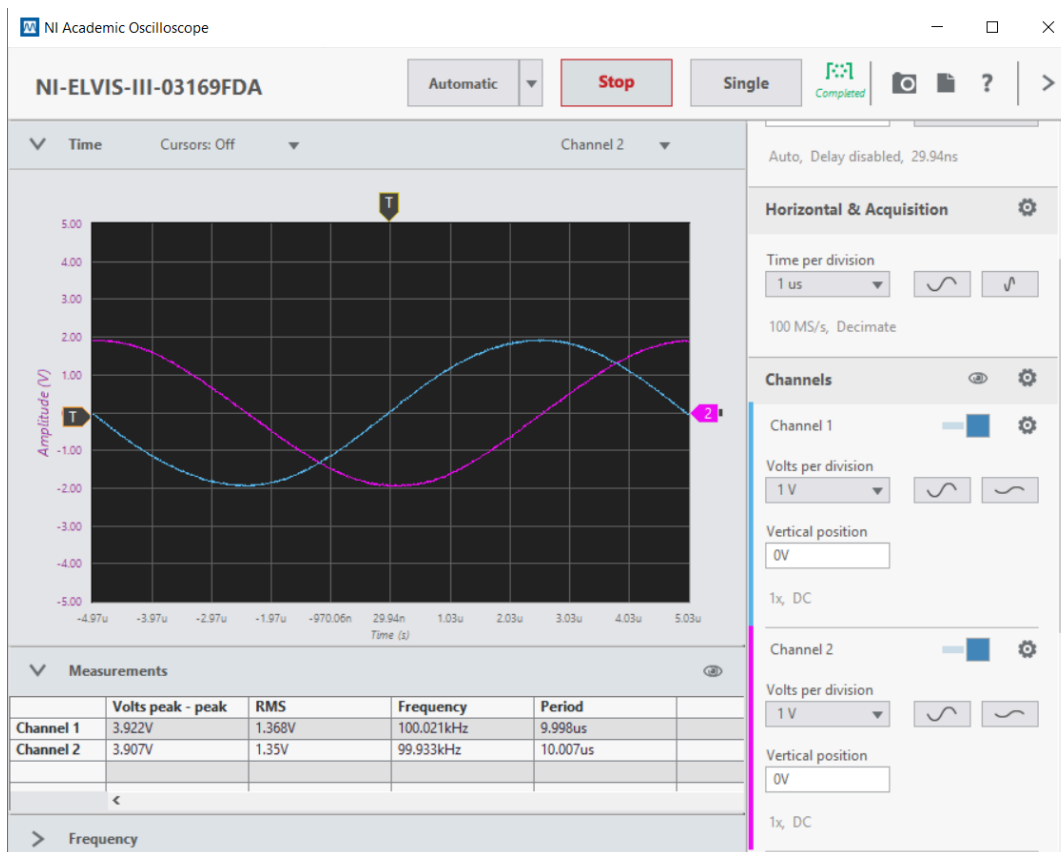 NI Academic Oscilloscope
NI-ELVIS-III-03169FDA
Automatic
Stop
Single
Completed
?
Time
Cursors: Off
Channel 2
T
5.00
4.00
3.00
2.00
1.00
-1.00
-2.00
-3.00
-4.00
-5.00
Amplitude (V)
T
2
-4.97u -3.97u -2.97u -1.97u -970.06n 29.94n 1.03u 2.03u 3.03u 4.03u 5.03u
Time (s)
Measurements
Volts peak - peak RMS Frequency Period
Channel 1 3.922V 1.368V 100.021kHz 9.998us
Channel 2 3.907V 1.35V 99.933kHz 10.007us
Frequency
Auto, Delay disabled, 29.94ns
Horizontal & Acquisition
Time per division
1 us
100 MS/s, Decimate
Channels
Channel 1
Volts per division
1 V
Vertical position
0V
1x, DC
Channel 2
Volts per division
1 V
Vertical position
0V
1x, DC